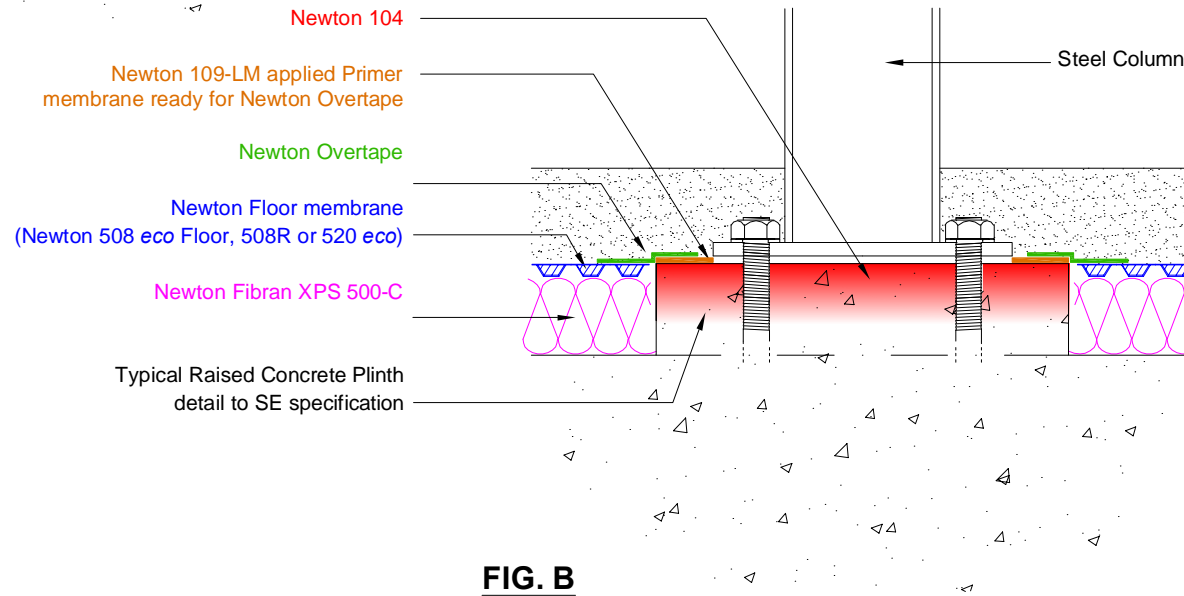 Newton 104
Steel Column
Newton 109-LM applied Primer
membrane ready for Newton Overtape
Newton Overtape
Newton Floor membrane
(Newton 508 eco Floor, 508R or 520 eco)
Newton Fibran XPS 500-C
Typical Raised Concrete Plinth
detail to SE specification
FIG. B